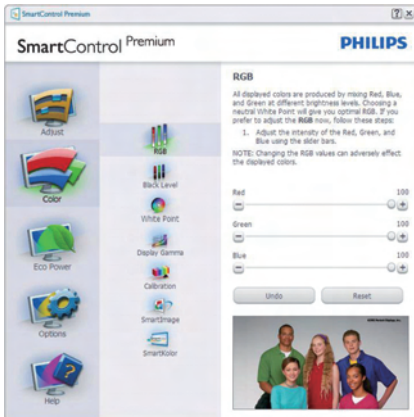 SmartControl Premium
SmartControl Premium
PHILIPS
Adjust
Color
Eco Power
Options
Help
RGB
Black Level
White Point
Display Gamma
Calibration
SmartImage
SmartKolor
RGB
All displayed colors are produced by mixing Red, Blue,
and Green at different brightness levels. Choosing a
neutral White Point will give you optimal RGB. If you
prefer to adjust the RGB now, follow these steps:
1. Adjust the intensity of the Red, Green, and
Blue using the slider bars.
NOTE: Changing the RGB values can adversely effect
the displayed colors.
Red 100
Green 100
Blue 100
Undo Reset